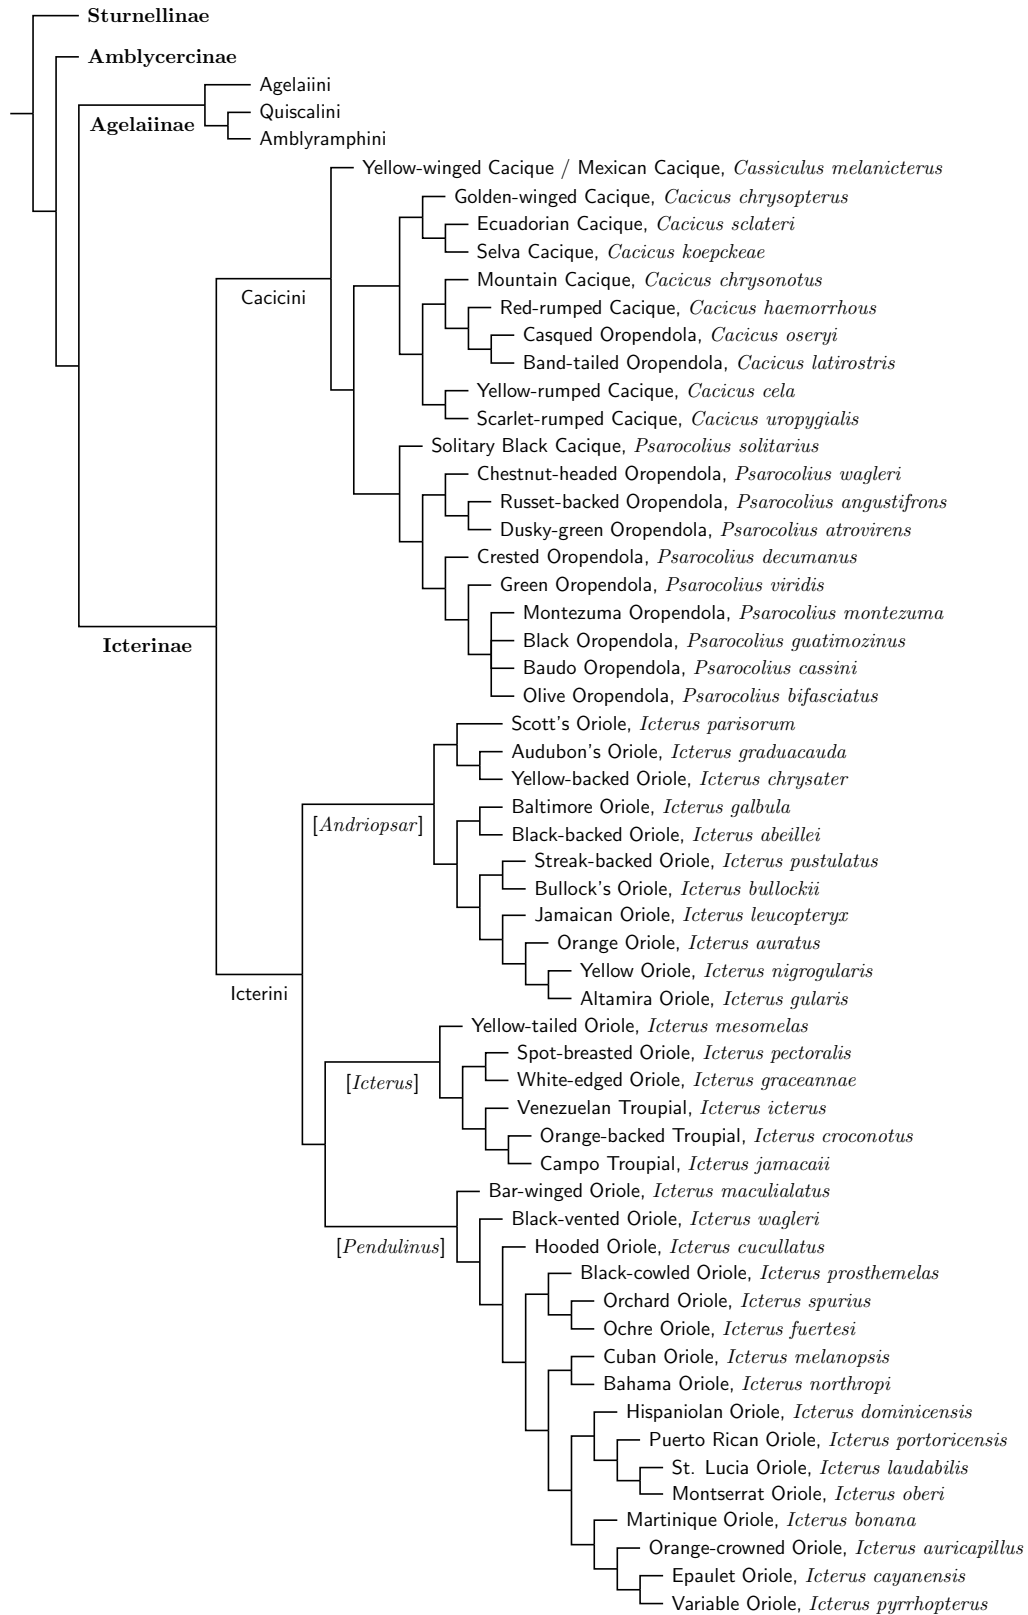 Sturnellinae
Amblycercinae
Agelaiini
Quiscalini
Agelaiinae
Amblyramphini
Yellow-winged Cacique / Mexican Cacique, Cassiculus melanicterus
Golden-winged Cacique, Cacicus chrysopterus
Ecuadorian Cacique, Cacicus sclateri
Selva Cacique, Cacicus koepckeae
Mountain Cacique, Cacicus chrysonotus
Cacicini
Red-rumped Cacique, Cacicus haemorrhous
Casqued Oropendola, Cacicus oseryi
Band-tailed Oropendola, Cacicus latirostris
Yellow-rumped Cacique, Cacicus cela
Scarlet-rumped Cacique, Cacicus uropygialis
Solitary Black Cacique, Psarocolius solitarius
Chestnut-headed Oropendola, Psarocolius wagleri
Russet-backed Oropendola, Psarocolius angustifrons
Dusky-green Oropendola, Psarocolius atrovirens
Crested Oropendola, Psarocolius decumanus
Green Oropendola, Psarocolius viridis
Montezuma Oropendola, Psarocolius montezuma
Black Oropendola, Psarocolius guatimozinus
Icterinae
Baudo Oropendola, Psarocolius cassini
Olive Oropendola, Psarocolius bifasciatus
Scott's Oriole, Icterus parisorum
Audubon's Oriole, Icterus graduacauda
Yellow-backed Oriole, Icterus chrysater
Baltimore Oriole, Icterus galbula
[Andriopsar]
Black-backed Oriole, Icterus abeillei
Streak-backed Oriole, Icterus pustulatus
Bullock's Oriole, Icterus bullockii
Jamaican Oriole, Icterus leucopteryx
Orange Oriole, Icterus auratus
Yellow Oriole, Icterus nigrogularis
Icterini
Altamira Oriole, Icterus gularis
Yellow-tailed Oriole, Icterus mesomelas
Spot-breasted Oriole, Icterus pectoralis
[Icterus]
White-edged Oriole, Icterus graceannae
Venezuelan Troupial, Icterus icterus
Orange-backed Troupial, Icterus croconotus
Campo Troupial, Icterus jamacaii
Bar-winged Oriole, Icterus maculialatus
Black-vented Oriole, Icterus wagleri
[Pendulinus]
Hooded Oriole, Icterus cucullatus
Black-cowled Oriole, Icterus prosthemelas
Orchard Oriole, Icterus spurius
Ochre Oriole, Icterus fuertesi
Cuban Oriole, Icterus melanopsis
Bahama Oriole, Icterus northropi
Hispaniolan Oriole, Icterus dominicensis
Puerto Rican Oriole, Icterus portoricensis
St. Lucia Oriole, Icterus laudabilis
Montserrat Oriole, Icterus oberi
Martinique Oriole, Icterus bonana
Orange-crowned Oriole, Icterus auricapillus
Epaulet Oriole, Icterus cayanensis
Variable Oriole, Icterus pyrrhopterus